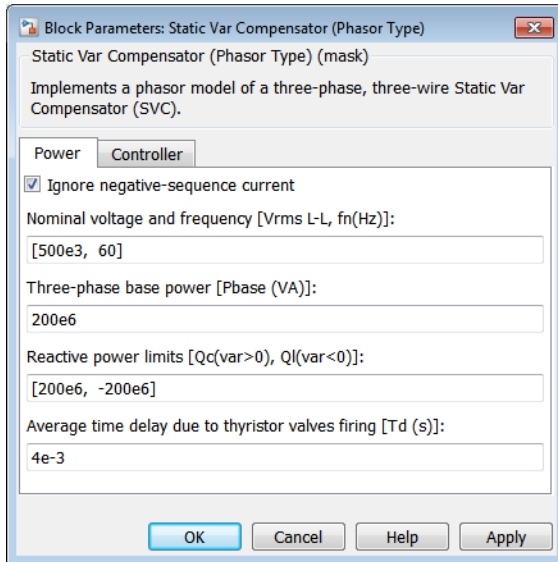 Block Parameters: Static Var Compensator (Phasor Type)
Static Var Compensator (Phasor Type) (mask)
Implements a phasor model of a three-phase, three-wire Static Var
Compensator (SVC).
Power Controller
Ignore negative-sequence current
Nominal voltage and frequency [Vrms L-L, fn(Hz)]:
[500e3, 60]
Three-phase base power [Pbase (VA)]:
200e6
Reactive power limits [Qc(var>0), Ql(var<0)]:
[200e6, -200e6]
Average time delay due to thyristor valves firing [Td (s)]:
4e-3
OK Cancel Help Apply